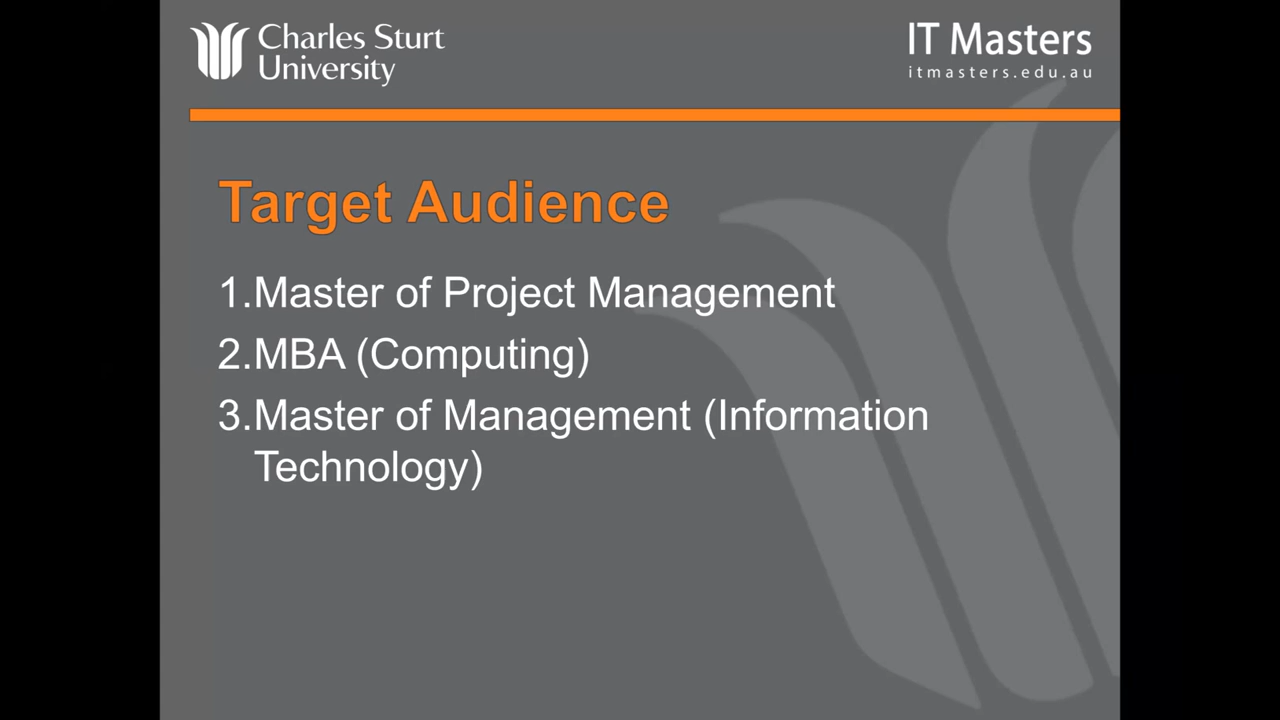 Charles Sturt
University
IT Masters
itmasters.edu.au
Target Audience
1.Master of Project Management
2.MBA (Computing)
3.Master of Management (Information
Technology)